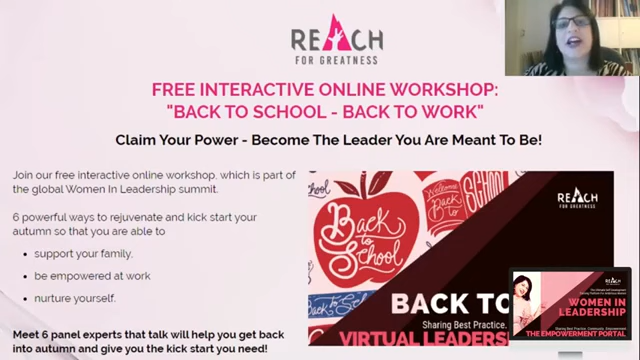 REACH
FOR GREATNESS
FREE INTERACTIVE ONLINE WORKSHOP:
"BACK TO SCHOOL - BACK TO WORK"
Claim Your Power - Become The Leader You Are Meant To Be!
Join our free interactive online workshop, which is part of
the global Women In Leadership summit.
6 powerful ways to rejuvenate and kick start your
autumn so that you are able to
• support your family.
• be empowered at work
• nurture yourself.
Meet 6 panel experts that talk will help you get back
into autumn and give you the kick start you need!
School
Back
to
School
Welcome
Back
to
SCHOOL
REACH
FOR GREATNESS
BACK TO
Sharing Best Practice,
VIRTUAL LEADERS
WOMEN IN
LEADERSHIP
Sharing Best Practice, Community, Empowerment
THE EMPOWERMENT PORTAL